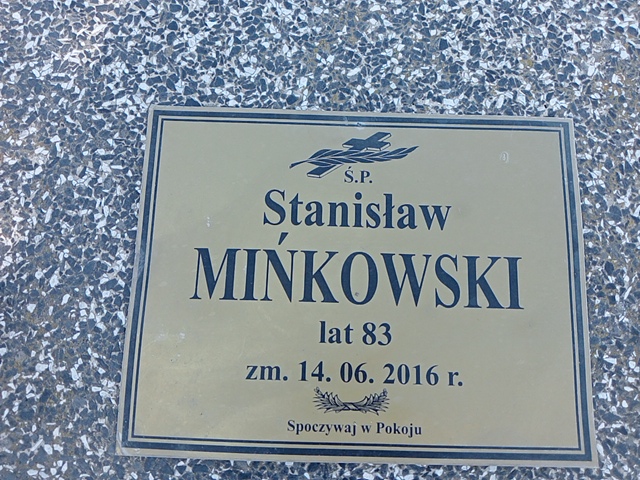 Ś.P.
Stanisław
MIŃKOWSKI
lat 83
zm. 14. 06. 2016 r.
Spoczywaj w Pokoju